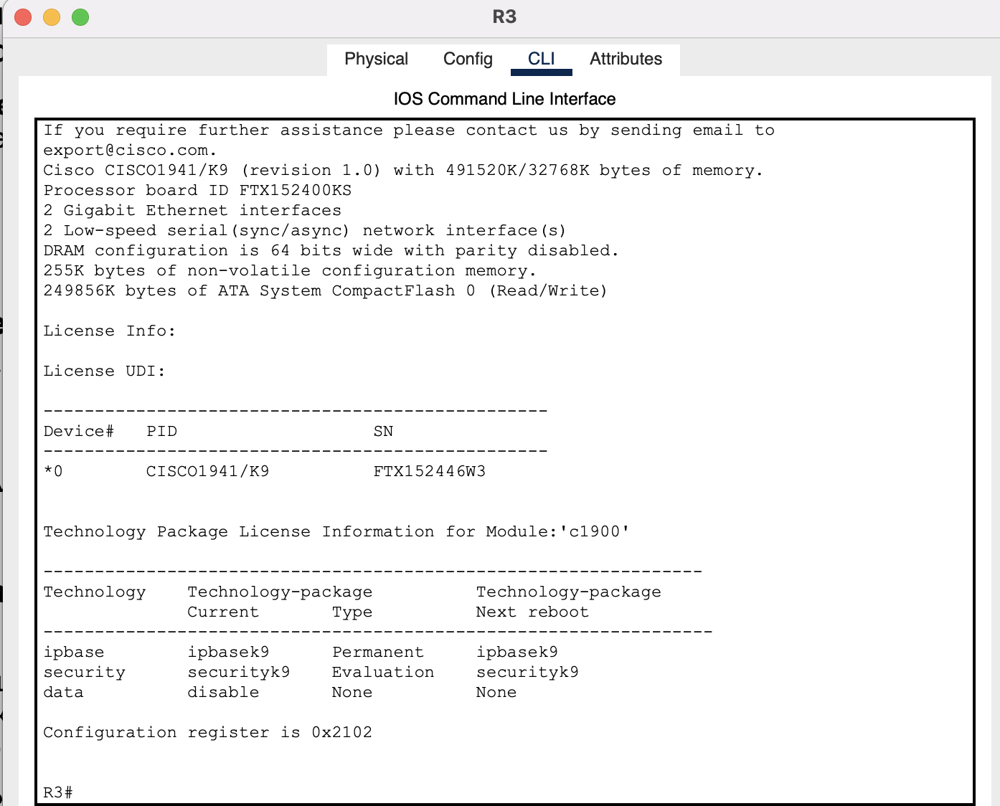 R3
Physical Config CLI Attributes
IOS Command Line Interface
If you require further assistance please contact us by sending email to
export@cisco.com.
Cisco CISCO1941/K9 (revision 1.0) with 491520K/32768K bytes of memory.
Processor board ID FTX152400KS
2 Gigabit Ethernet interfaces
2 Low-speed serial(sync/async) network interface(s)
DRAM configuration is 64 bits wide with parity disabled.
255K bytes of non-volatile configuration memory.
249856K bytes of ATA System CompactFlash 0 (Read/Write)
License Info:
License UDI:
-------------------------------------------------
Device# PID SN
-------------------------------------------------
*0 CISCO1941/K9 FTX152446W3
Technology Package License Information for Module:'c1900'
----------------------------------------------------------------
Technology Technology-package Technology-package
Current Type Next reboot
-----------------------------------------------------------------
ipbase ipbasek9 Permanent ipbasek9
security securityk9 Evaluation securityk9
data disable None None
Configuration register is 0x2102
R3#